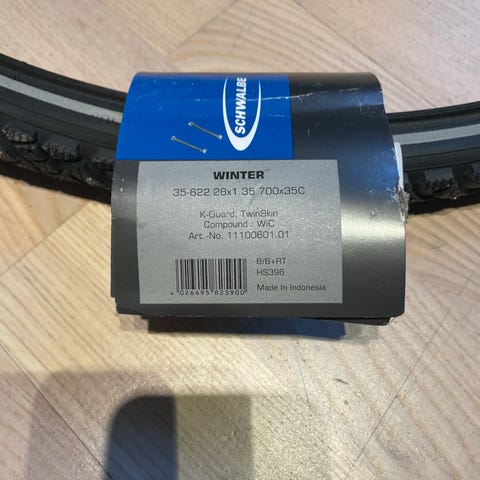 SCHWALBE
WINTER™
35-622 28x1.35 700x35C
K-Guard, TwinSkin
Compound : WiC
Art.-No. 11100601.01
B/B+RT
HS396
Made In Indonesia
4 026495 825900